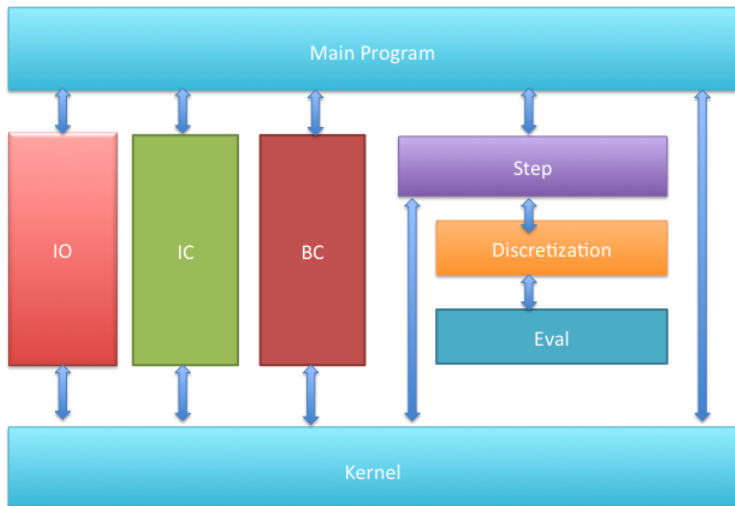 Main Program
Step
IO
IC
BC
Discretization
Eval
Kernel